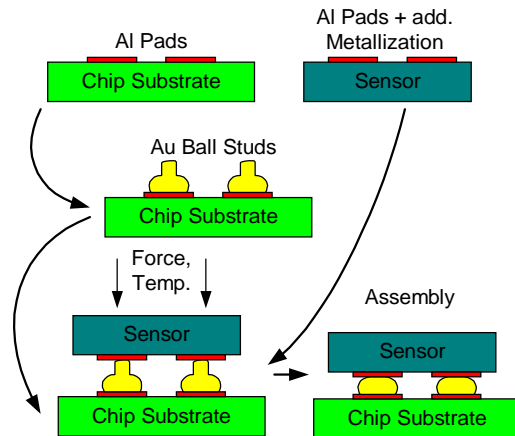 Al Pads
Chip Substrate
Al Pads + add.
Metallization
Sensor
Au Ball Studs
Chip Substrate
Force,
Temp.
Sensor
Chip Substrate
Assembly
Sensor
Chip Substrate